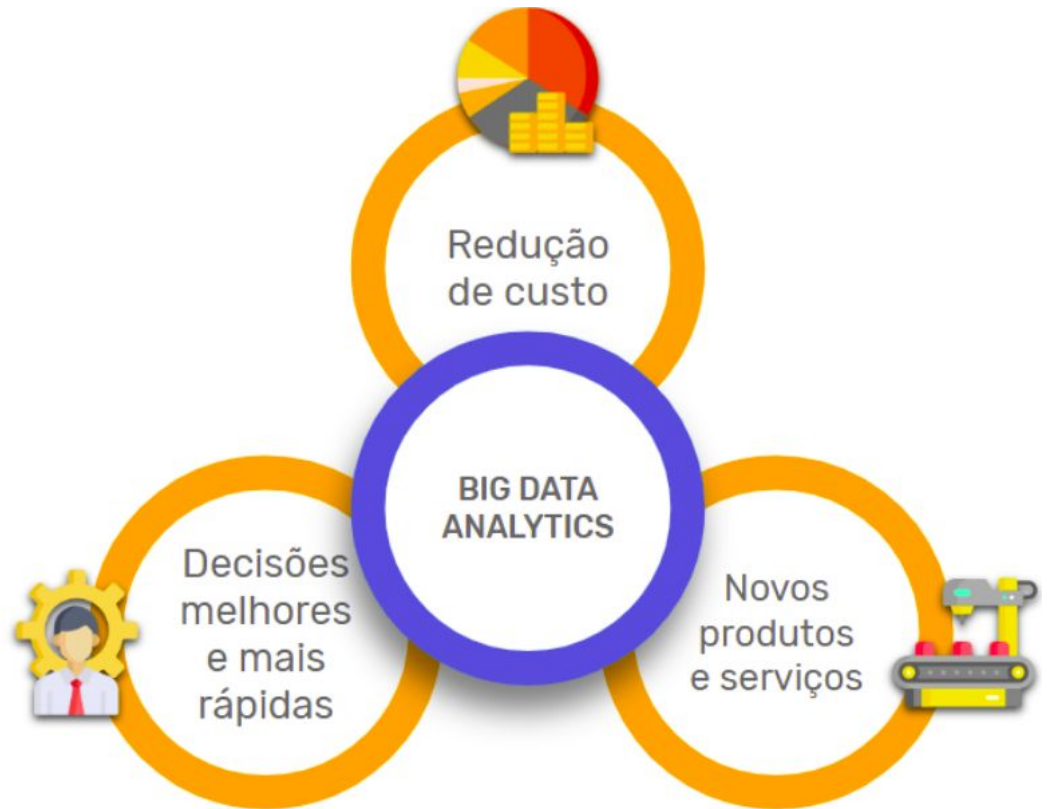 Redução
de custo
BIG DATA
ANALYTICS
Decisões
melhores
e mais
rápidas
Novos
produtos
e serviços